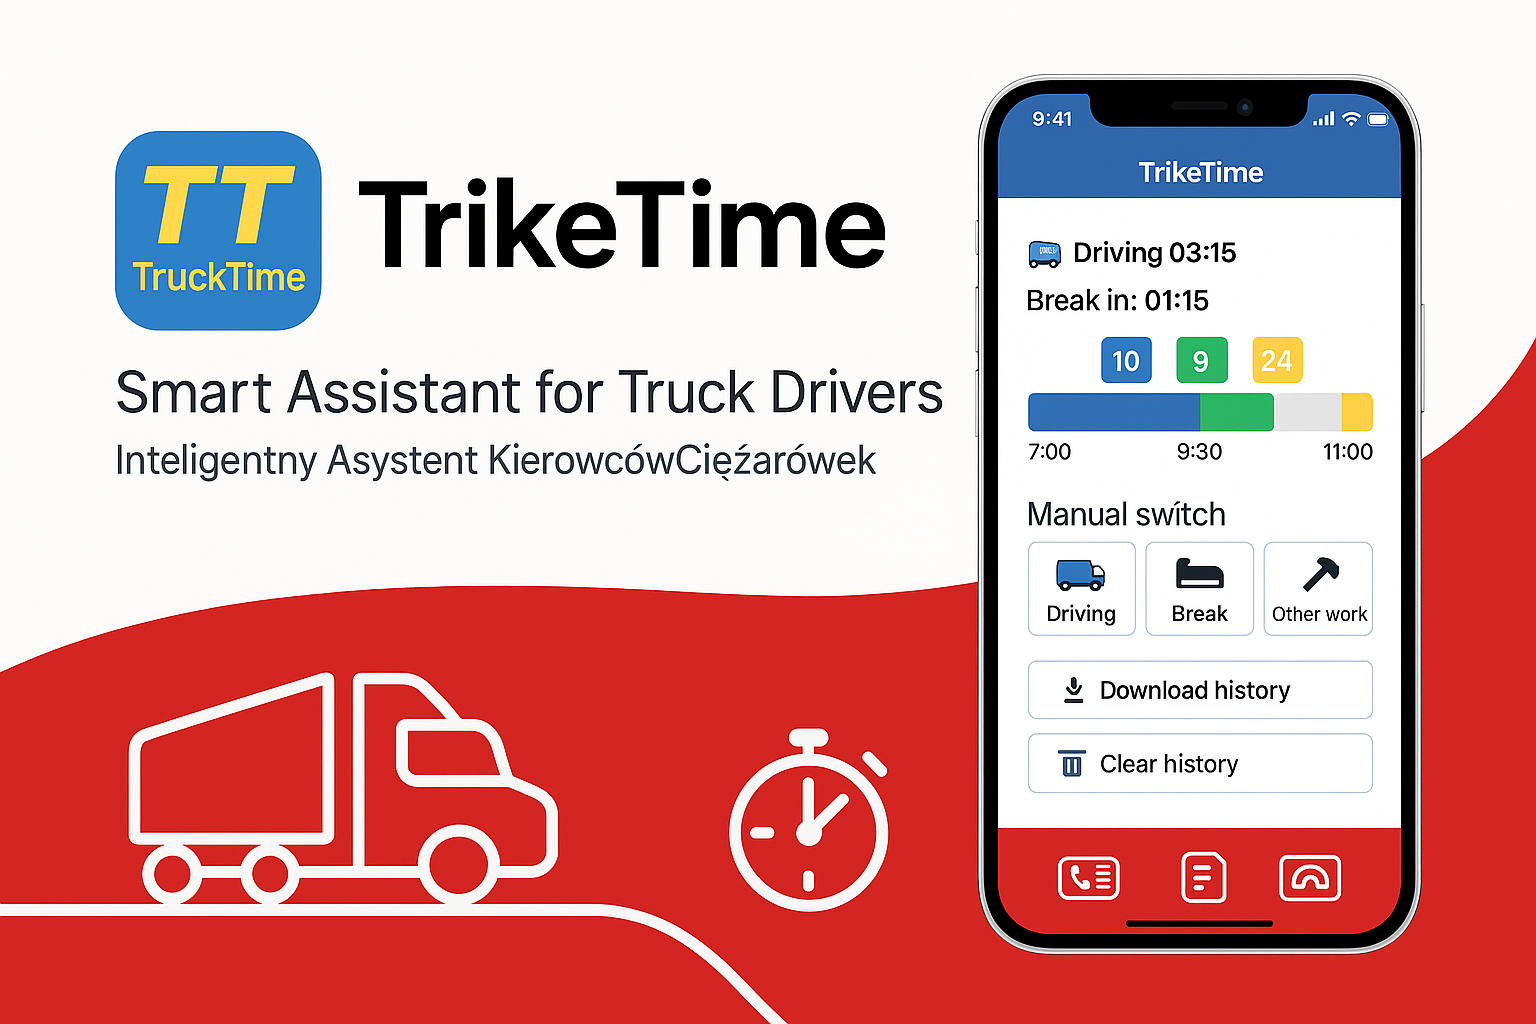 TT
TruckTime
TrikeTime
Smart Assistant for Truck Drivers
Inteligentny Asystent KierowcówCięźarówek
9:41
TrikeTime
Driving 03:15
Break in: 01:15
10 9 24
7:00 9:30 11:00
Manual swítch
Driving Break Other work
Download history
Clear history